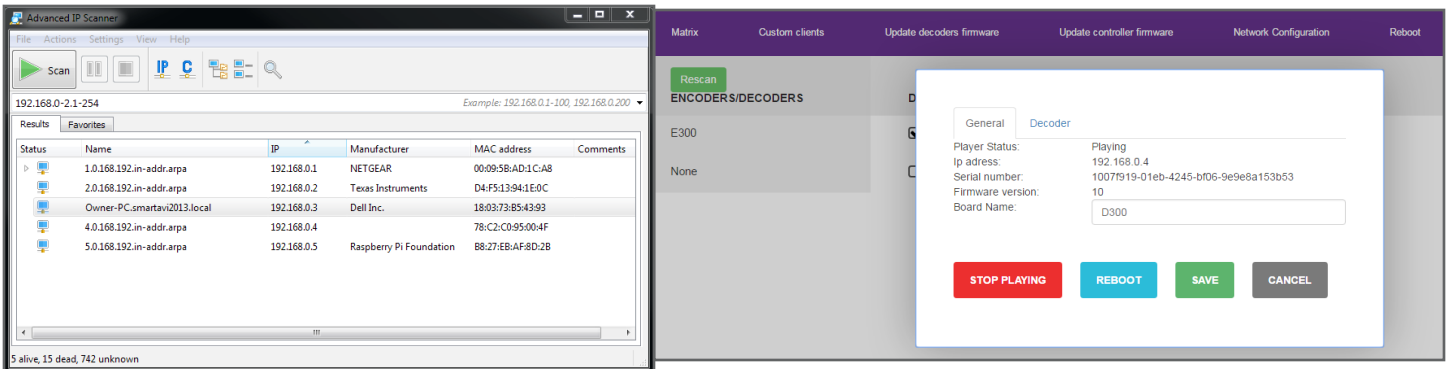 Advanced IP Scanner
File Actions Settings View Help
Scan
IP C
192.168.0-2.1-254 Example: 192.168.0.1-100, 192.168.0.200
Results Favorites
Status Name IP Manufacturer MAC address Comments
1.0.168.192.in-addr.arpa 192.168.0.1 NETGEAR 00:09:5B:AD:1C:A8
2.0.168.192.in-addr.arpa 192.168.0.2 Texas Instruments D4:F5:13:94:1E:0C
Owner-PC.smartavi2013.local 192.168.0.3 Dell Inc. 18:03:73:B5:43:93
4.0.168.192.in-addr.arpa 192.168.0.4 78:C2:C0:95:00:4F
5.0.168.192.in-addr.arpa 192.168.0.5 Raspberry Pi Foundation B8:27:EB:AF:8D:2B
5 alive, 15 dead, 742 unknown
Matrix Custom clients Update decoders firmware Update controller firmware Network Configuration Reboot
Rescan
ENCODERS/DECODERS D
E300
None
General Decoder
Player Status: Playing
Ip adress: 192.168.0.4
Serial number: 1007f919-01eb-4245-bf06-9e9e8a153b53
Firmware version: 10
Board Name: D300
STOP PLAYING REBOOT SAVE CANCEL